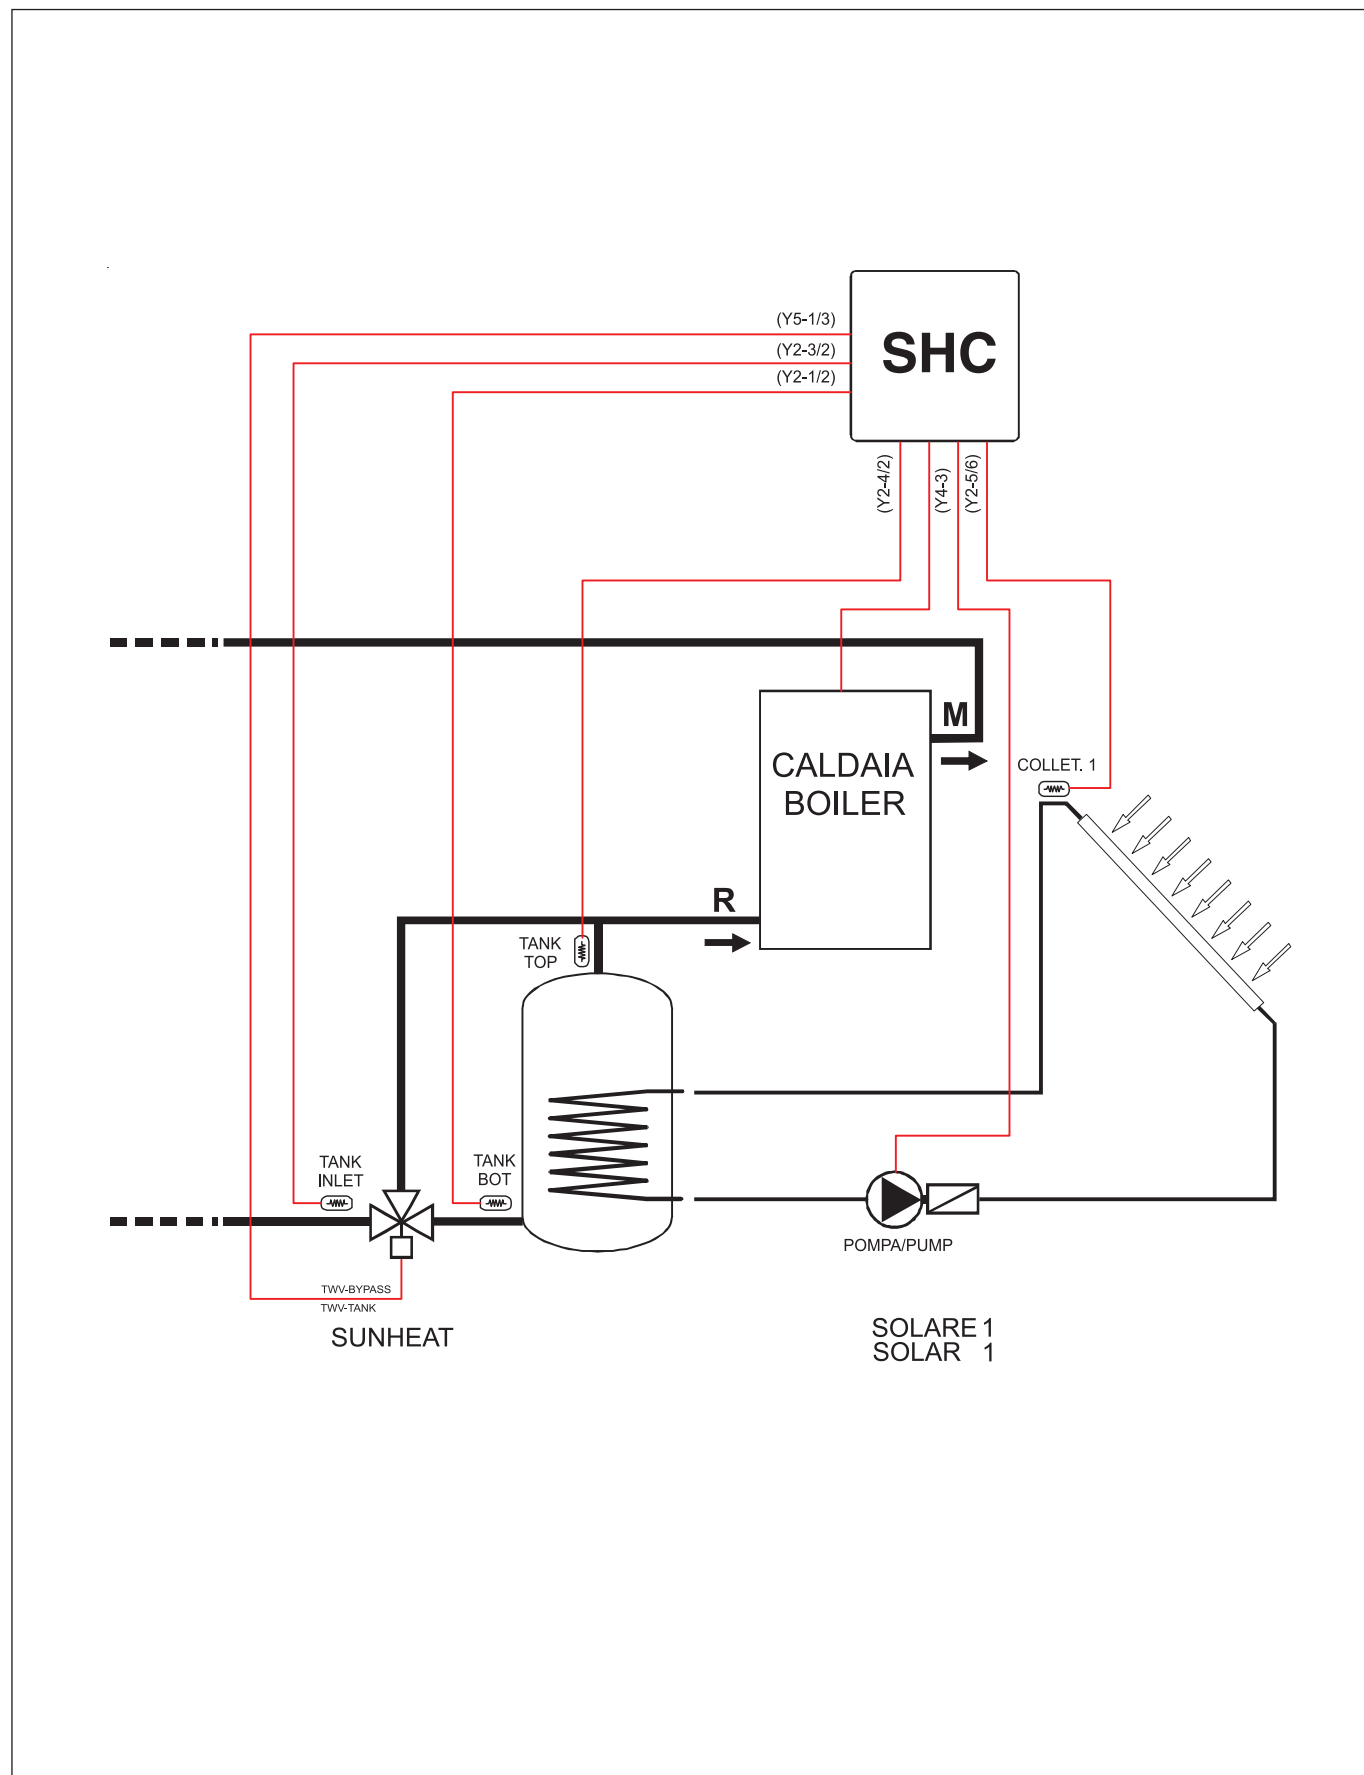 (Y5-1/3)
(Y2-3/2)
(Y2-1/2)
SHC
(Y2-4/2)
(Y4-3)
(Y2-5/6)
M
CALDAIA
BOILER
COLLET. 1
R
TANK
TOP
TANK
INLET
TANK
BOT
POMPA/PUMP
TWV-BYPASS
TWV-TANK
SUNHEAT
SOLARE 1
SOLAR 1